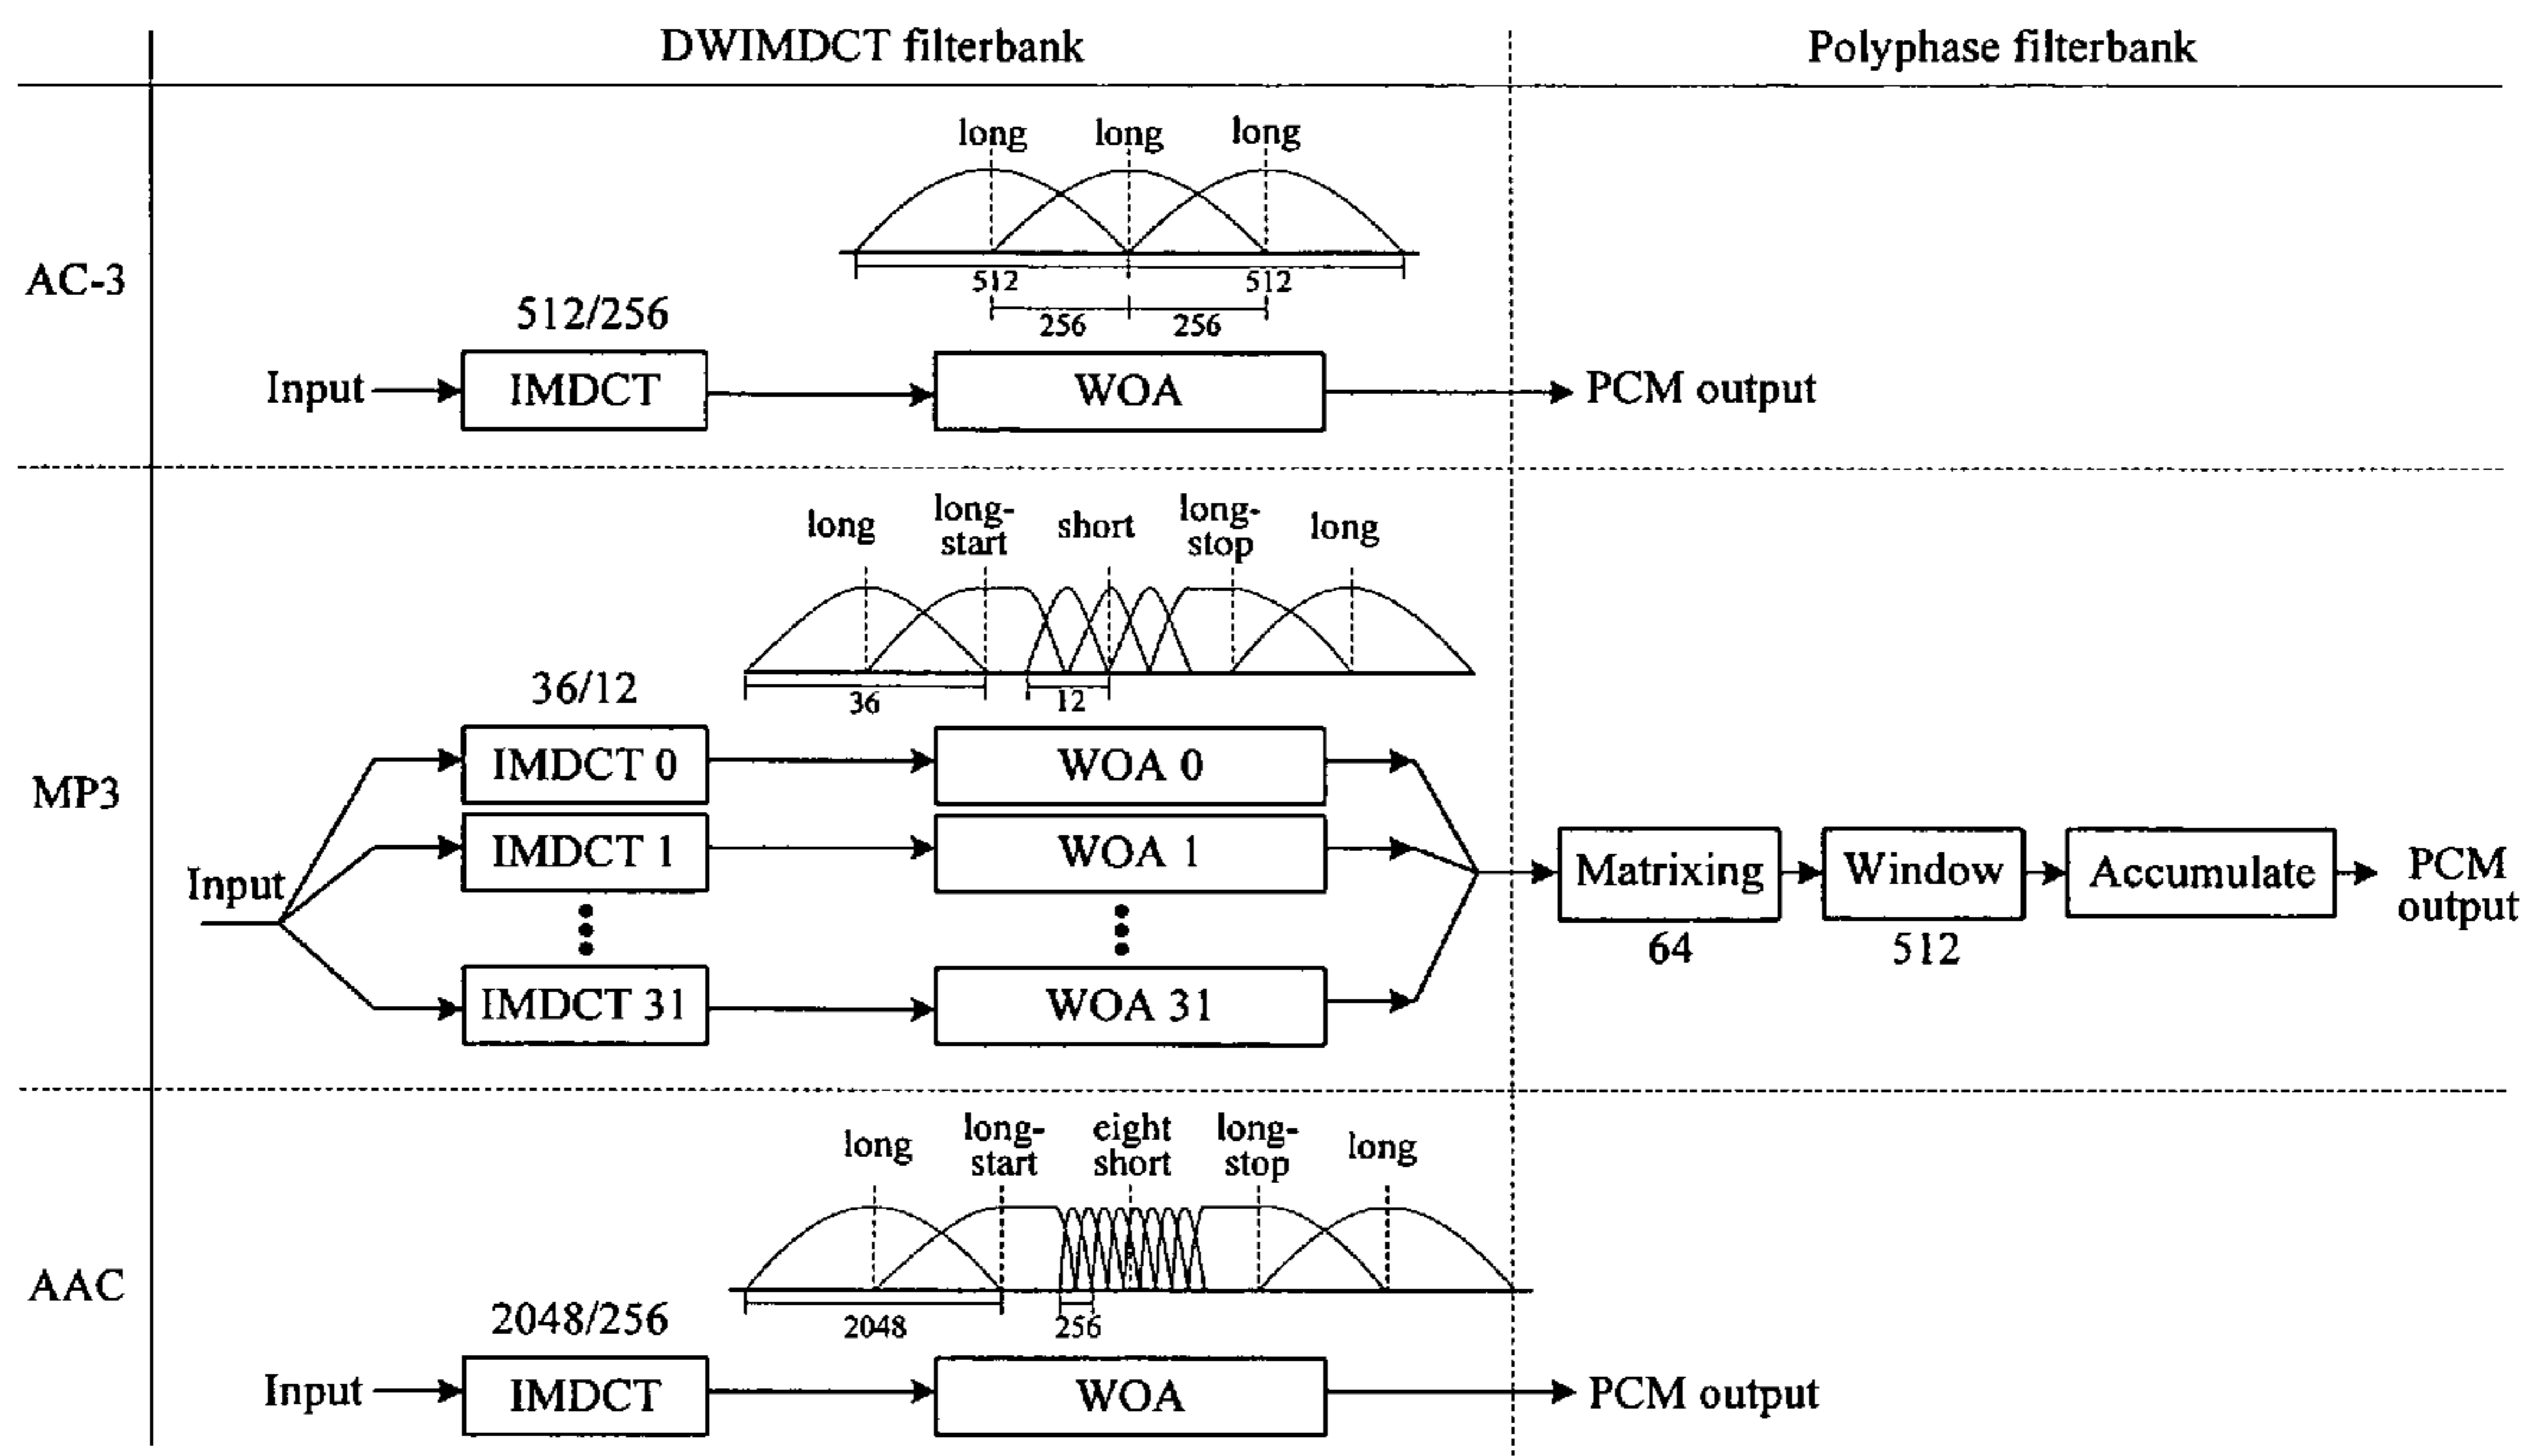 DWIMDCT filterbank
Polyphase filterbank
AC-3
long long long
512 512
256 256
512/256
Input IMDCT WOA PCM output
MP3
long long- short long- long
start stop
36 12
36/12
IMDCT 0 WOA 0
IMDCT 1 WOA 1
Input
IMDCT 31 WOA 31
Matrixing Window Accumulate PCM
output
64 512
AAC
long long- eight long- long
start short stop
2048 256
2048/256
Input IMDCT WOA PCM output